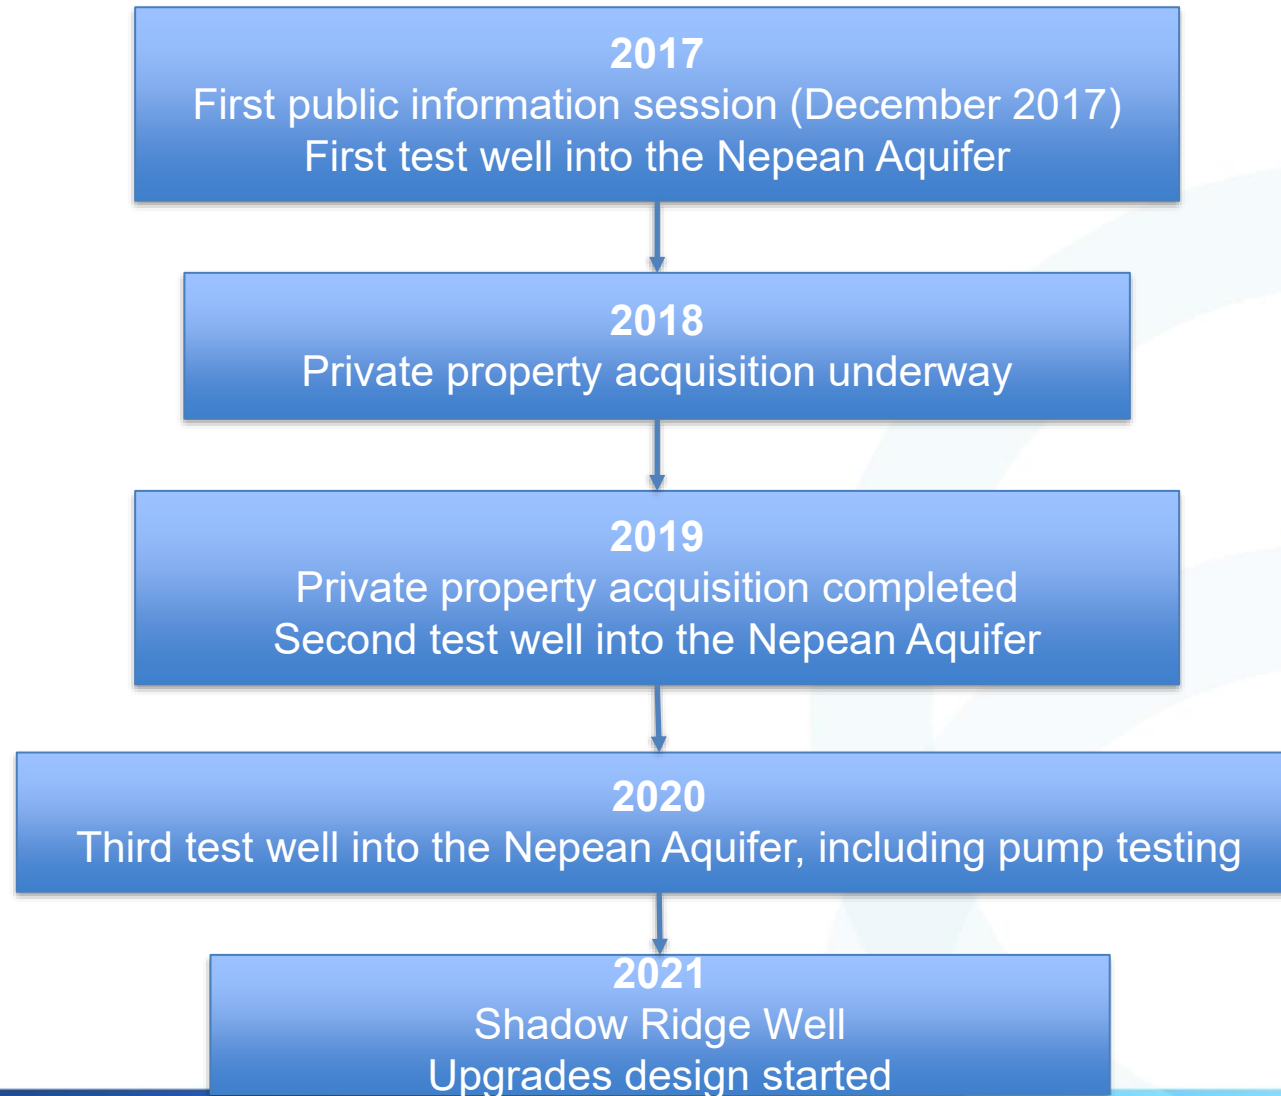 2017
First public information session (December 2017)
First test well into the Nepean Aquifer
2018
Private property acquisition underway
2019
Private property acquisition completed
Second test well into the Nepean Aquifer
2020
Third test well into the Nepean Aquifer, including pump testing
2021
Shadow Ridge Well
Upgrades design started